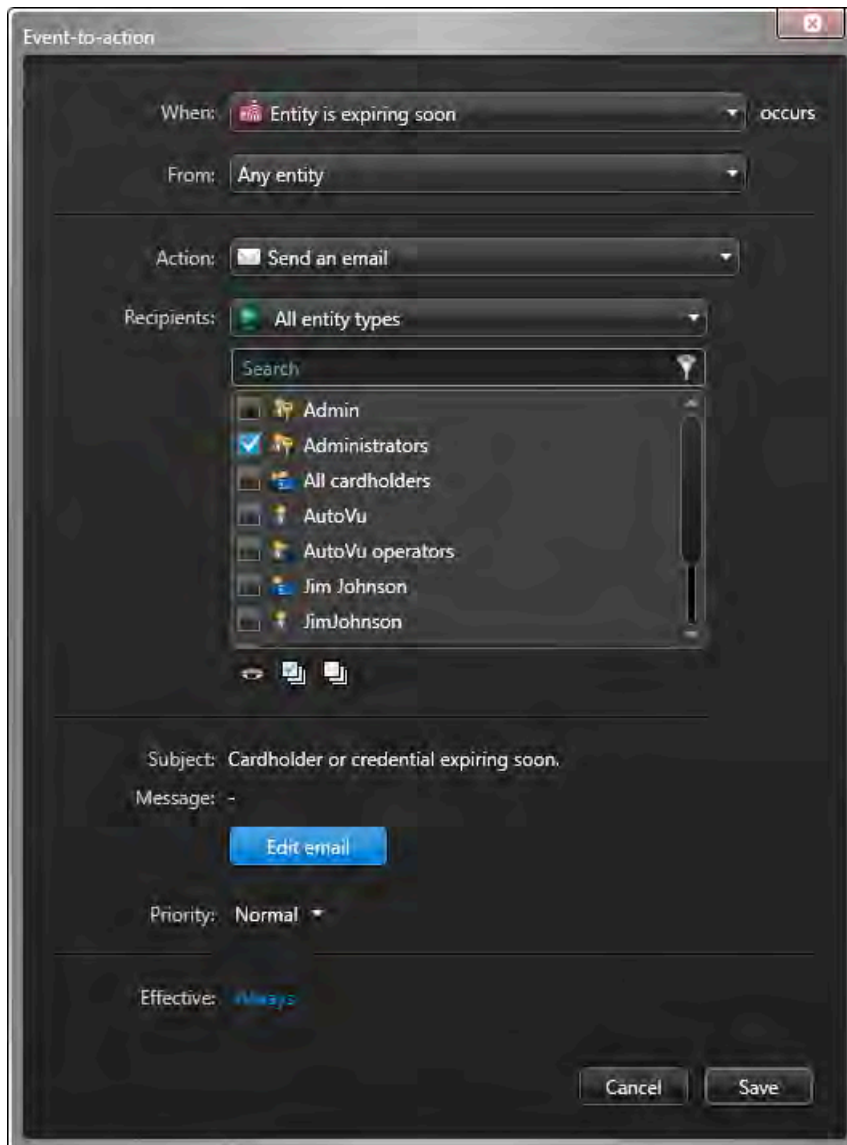 Event-to-action
When: Entity is expiring soon occurs
From: Any entity
Action: Send an email
Recipients: All entity types
Search
Admin
Administrators
All cardholders
AutoVu
AutoVu operators
Jim Johnson
JimJohnson
Subject: Cardholder or credential expiring soon.
Message: -
Edit email
Priority: Normal
Effective: Always
Cancel Save